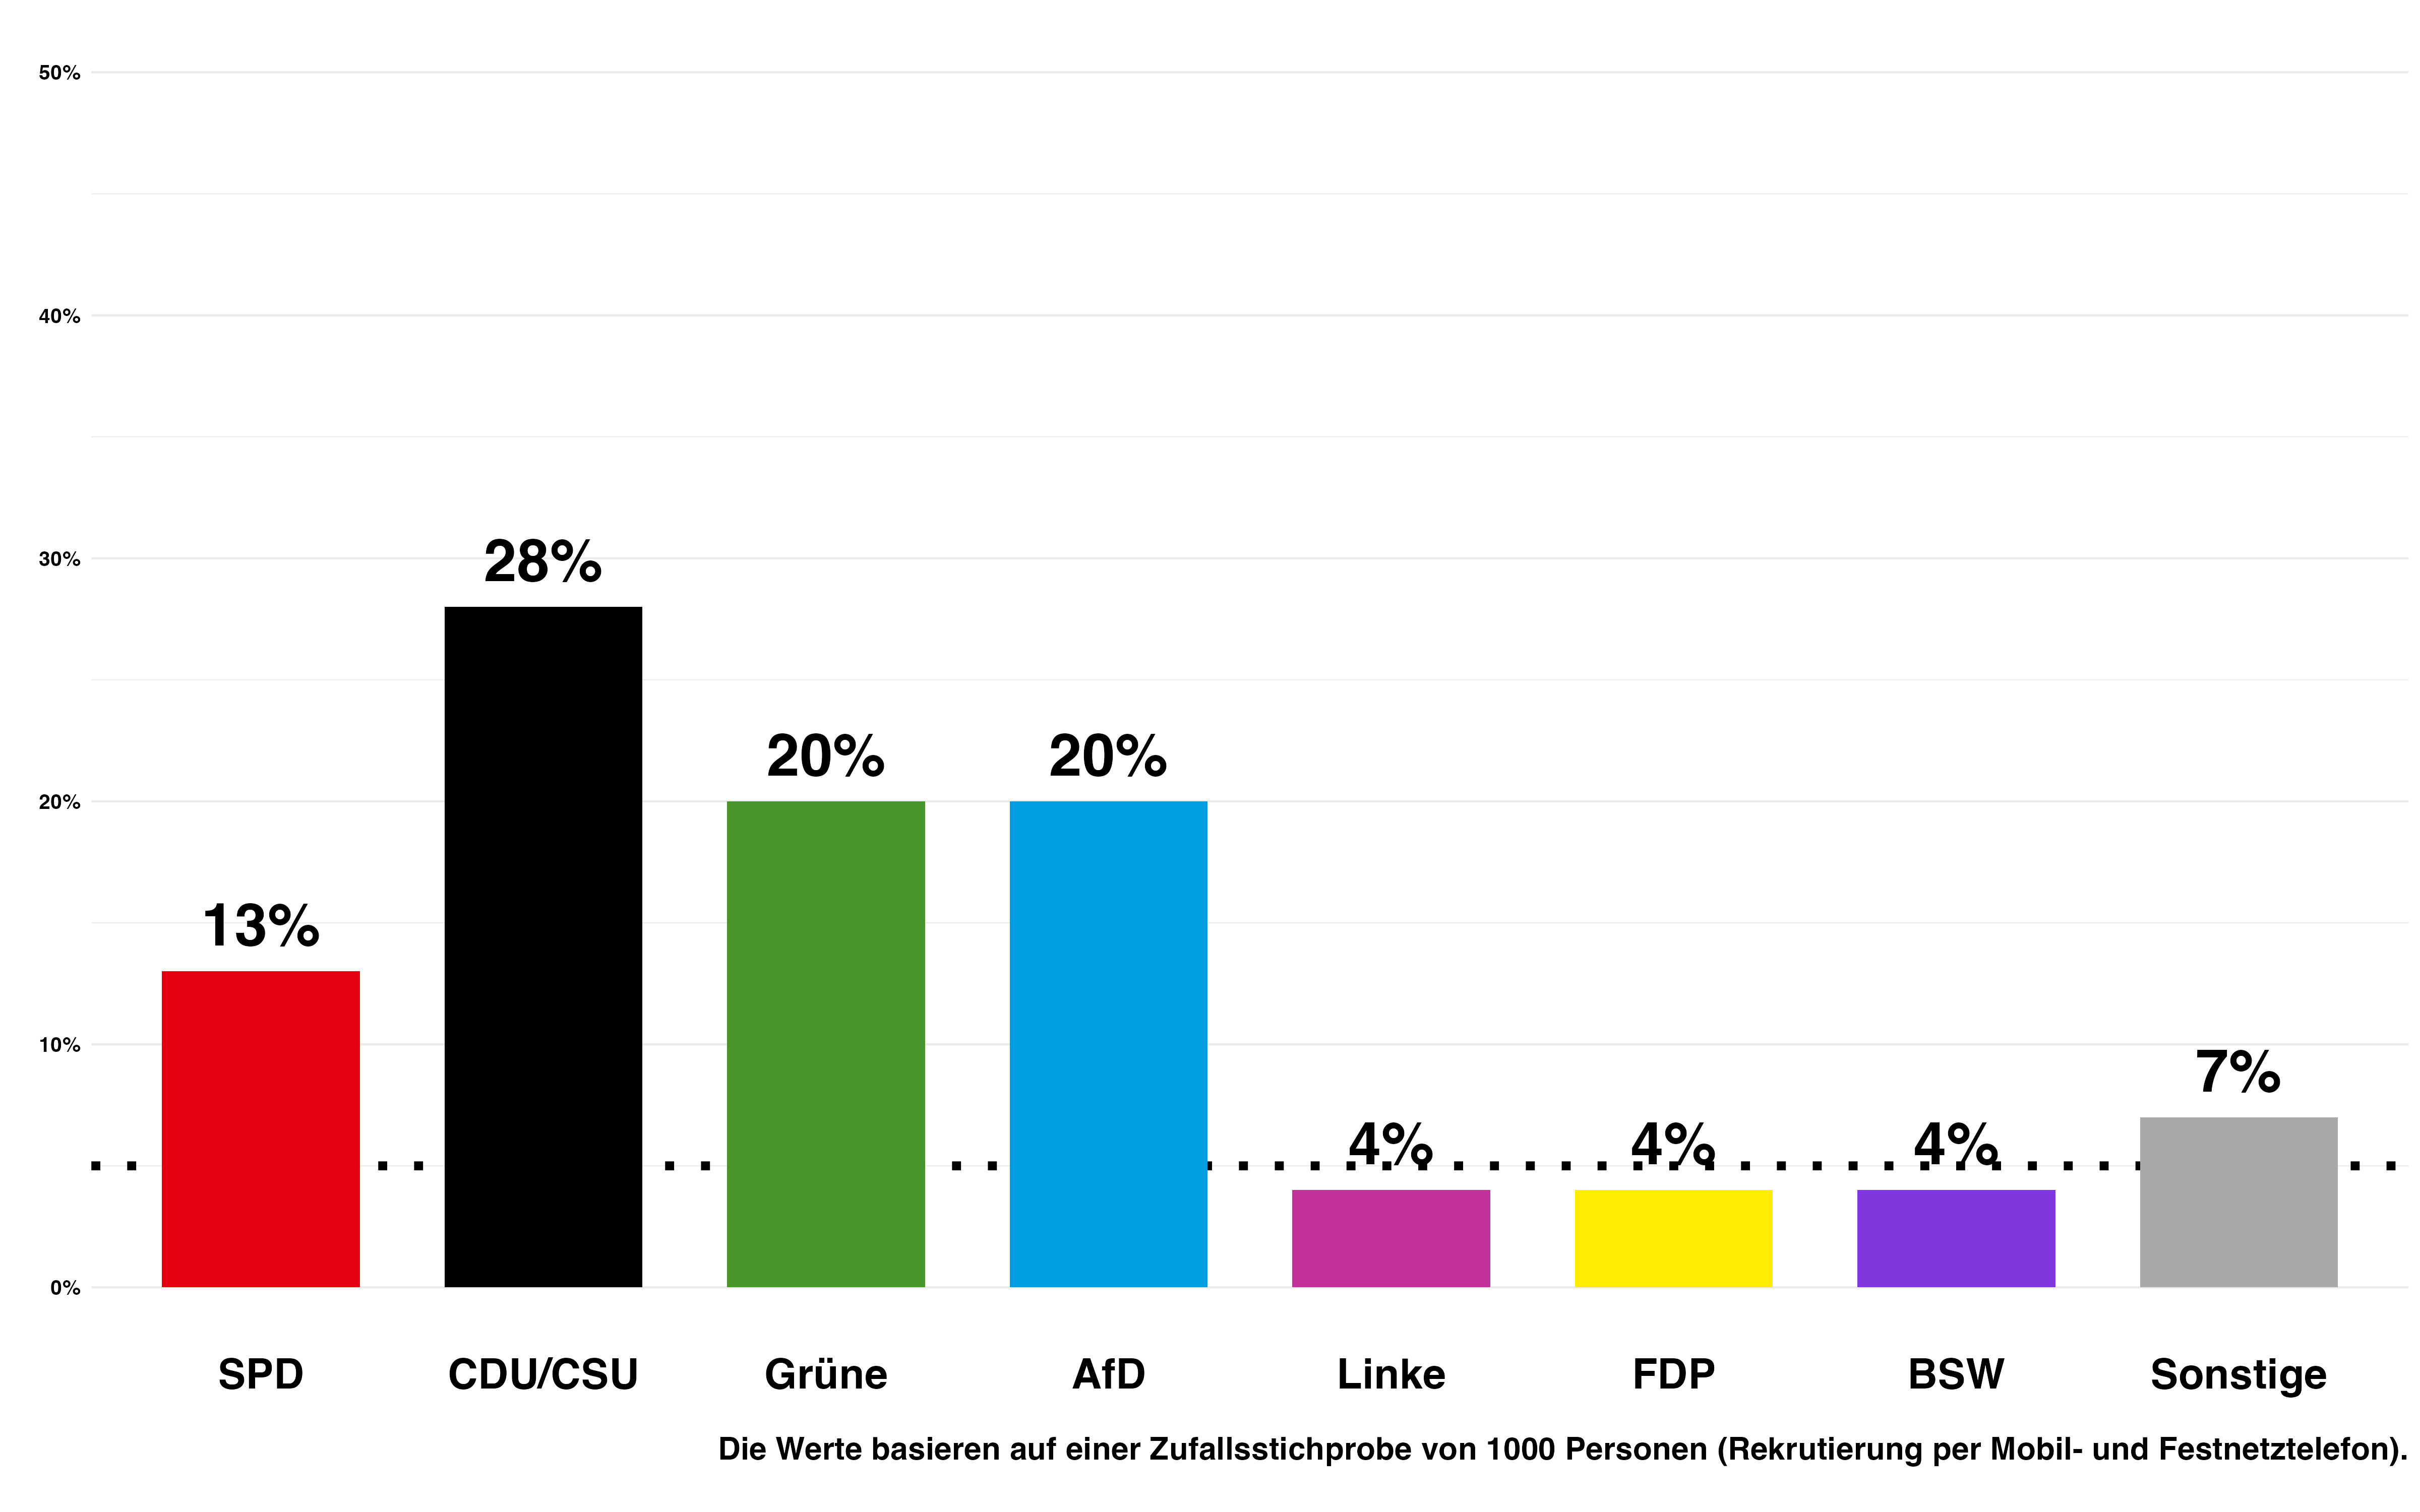 50%
40%
30%
20%
10%
0%
13%
28%
20%
20%
4%
4%
4%
7%
SPD
CDU/CSU
Grüne
AfD
Linke
FDP
BSW
Sonstige
Die Werte basieren auf einer Zufallsstichprobe von 1000 Personen (Rekrutierung per Mobil- und Festnetztelefon).